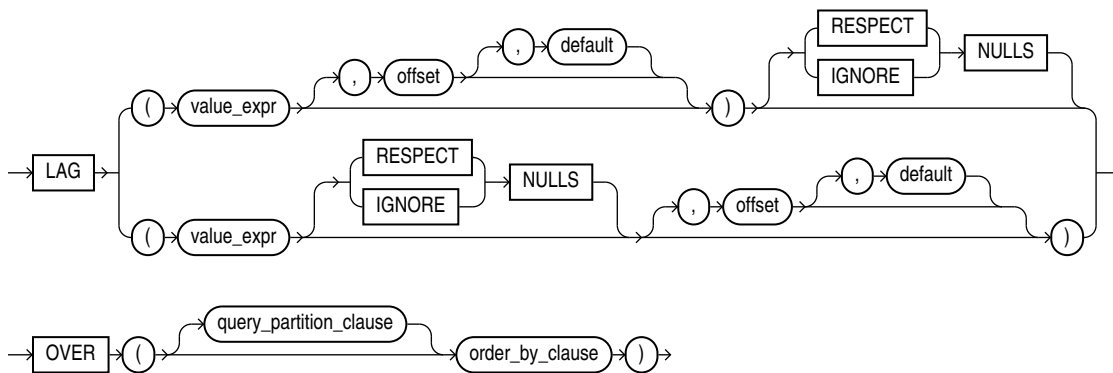 RESPECT
, default
, offset IGNORE NULLS
( value_expr )
LAG
RESPECT
, default
IGNORE NULLS , offset
( value_expr )
query_partition_clause
OVER ( order_by_clause )